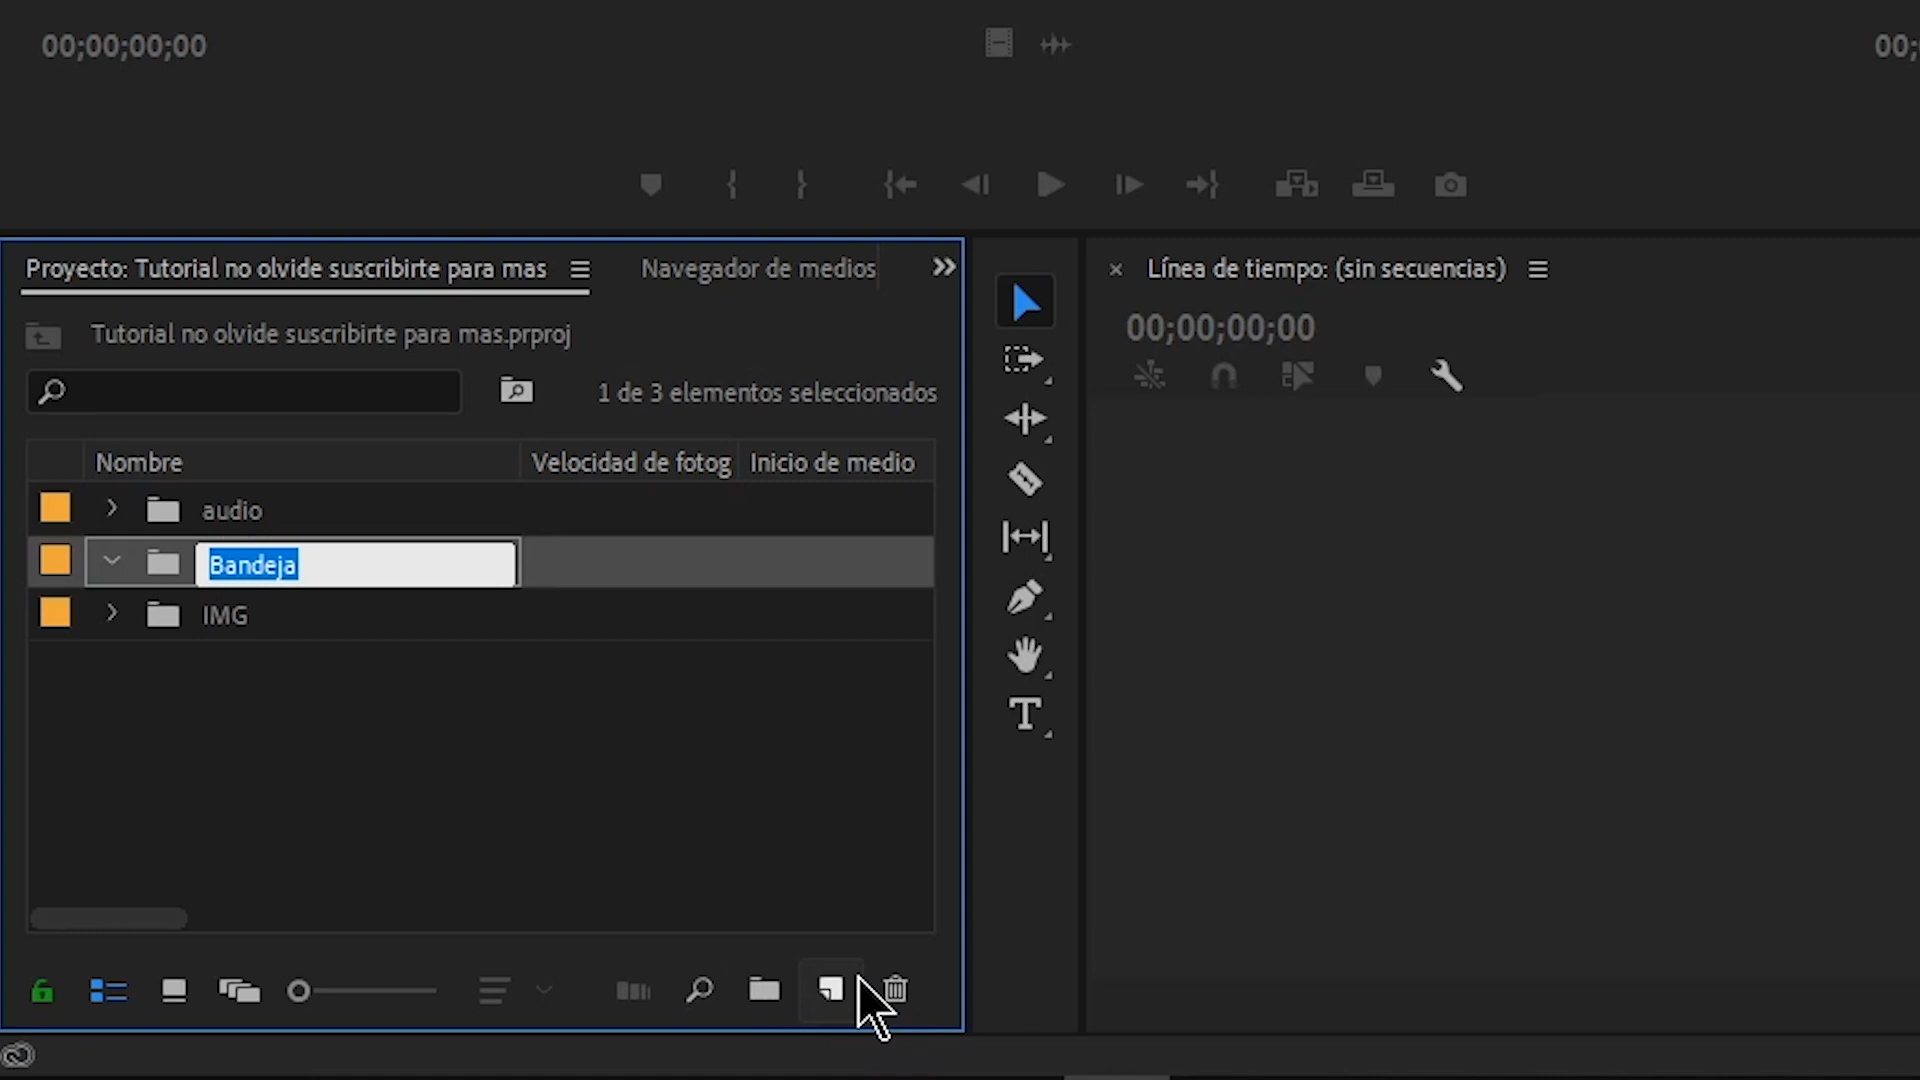 00;00;00;00
00;
Proyecto: Tutorial no olvide suscribirte para mas
Navegador de medios
Tutorial no olvide suscribirte para mas.prproj
1 de 3 elementos seleccionados
Nombre
Velocidad de fotog
Inicio de medio
audio
Bandeja
IMG
Línea de tiempo: (sin secuencias)
00;00;00;00